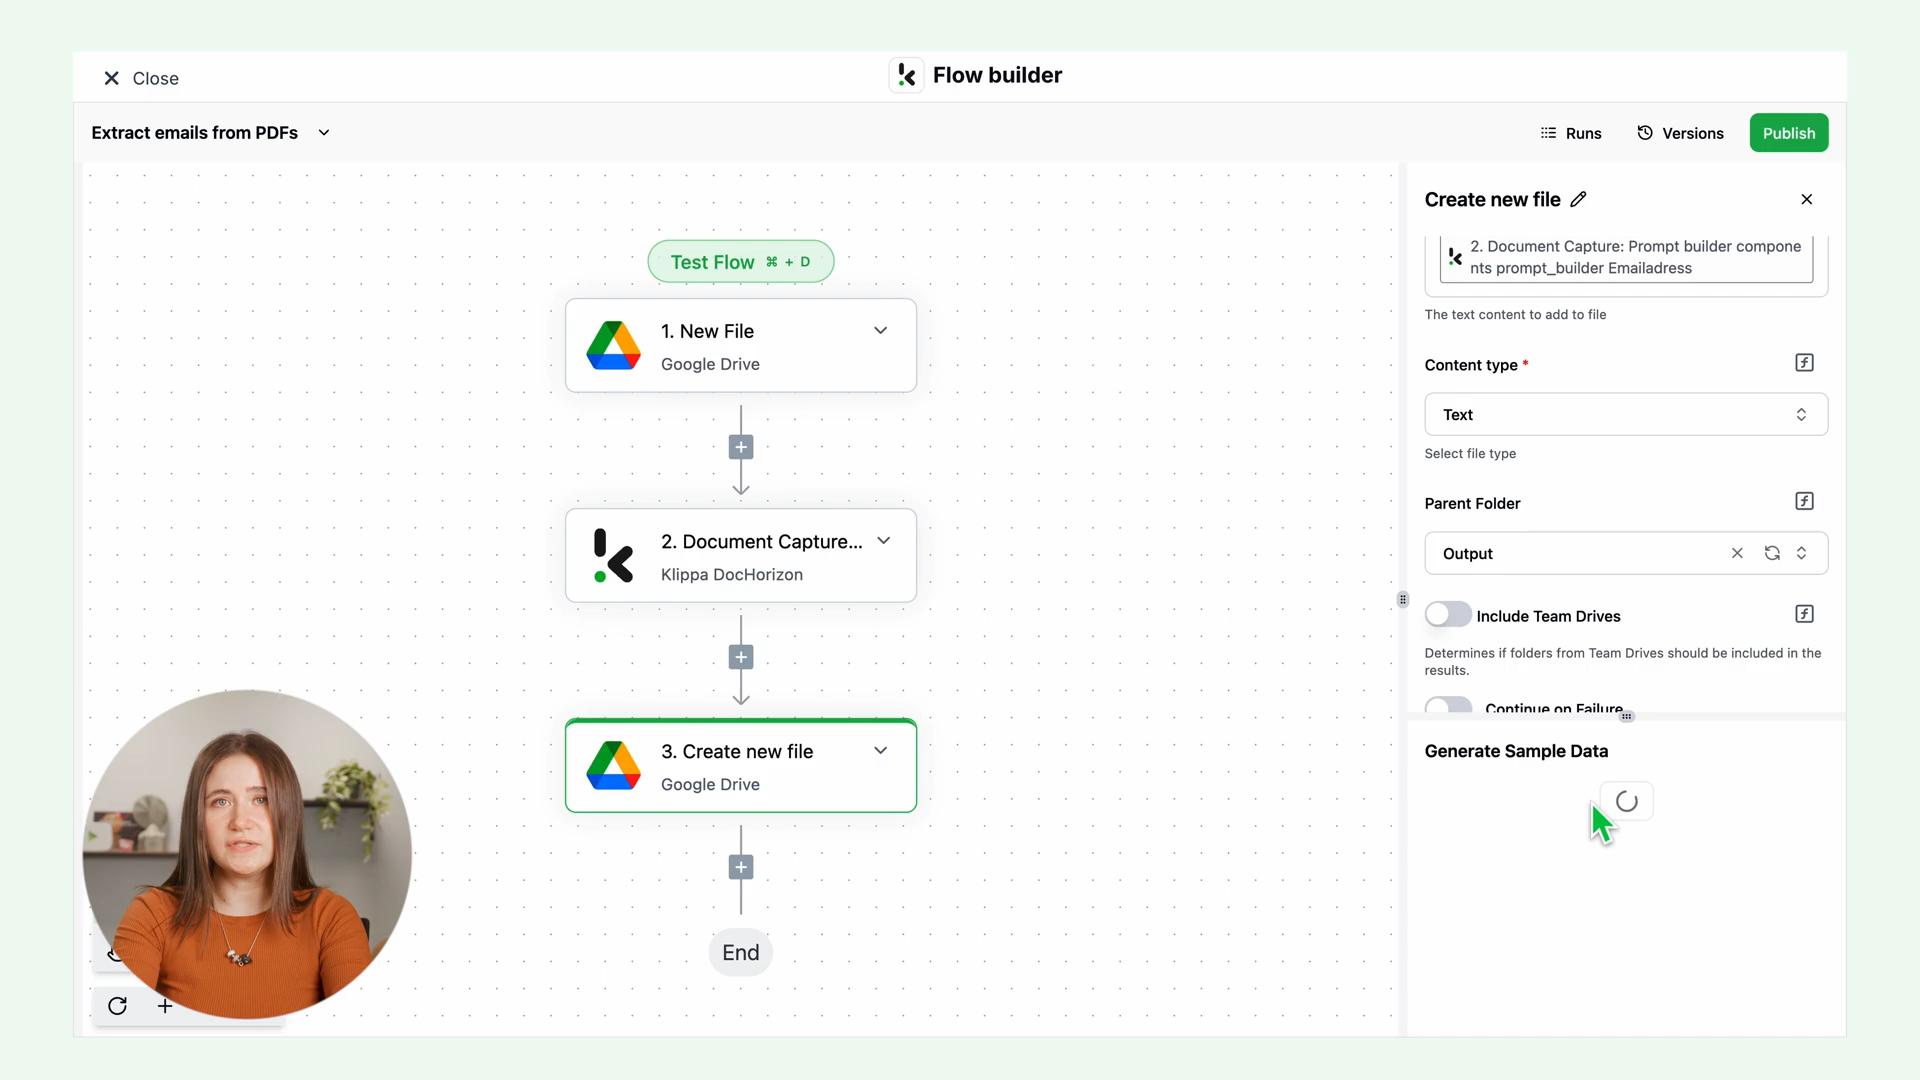 Close
Flow builder
Extract emails from PDFs
Runs
Versions
Publish
Test Flow ⌘ + D
1. New File
Google Drive
2. Document Capture...
Klippa DocHorizon
3. Create new file
Google Drive
End
Create new file
2. Document Capture: Prompt builder compone
nts prompt_builder Emailadress
The text content to add to file
Content type *
Text
Select file type
Parent Folder
Output
Include Team Drives
Determines if folders from Team Drives should be included in the
results.
Continue on Failure
Generate Sample Data